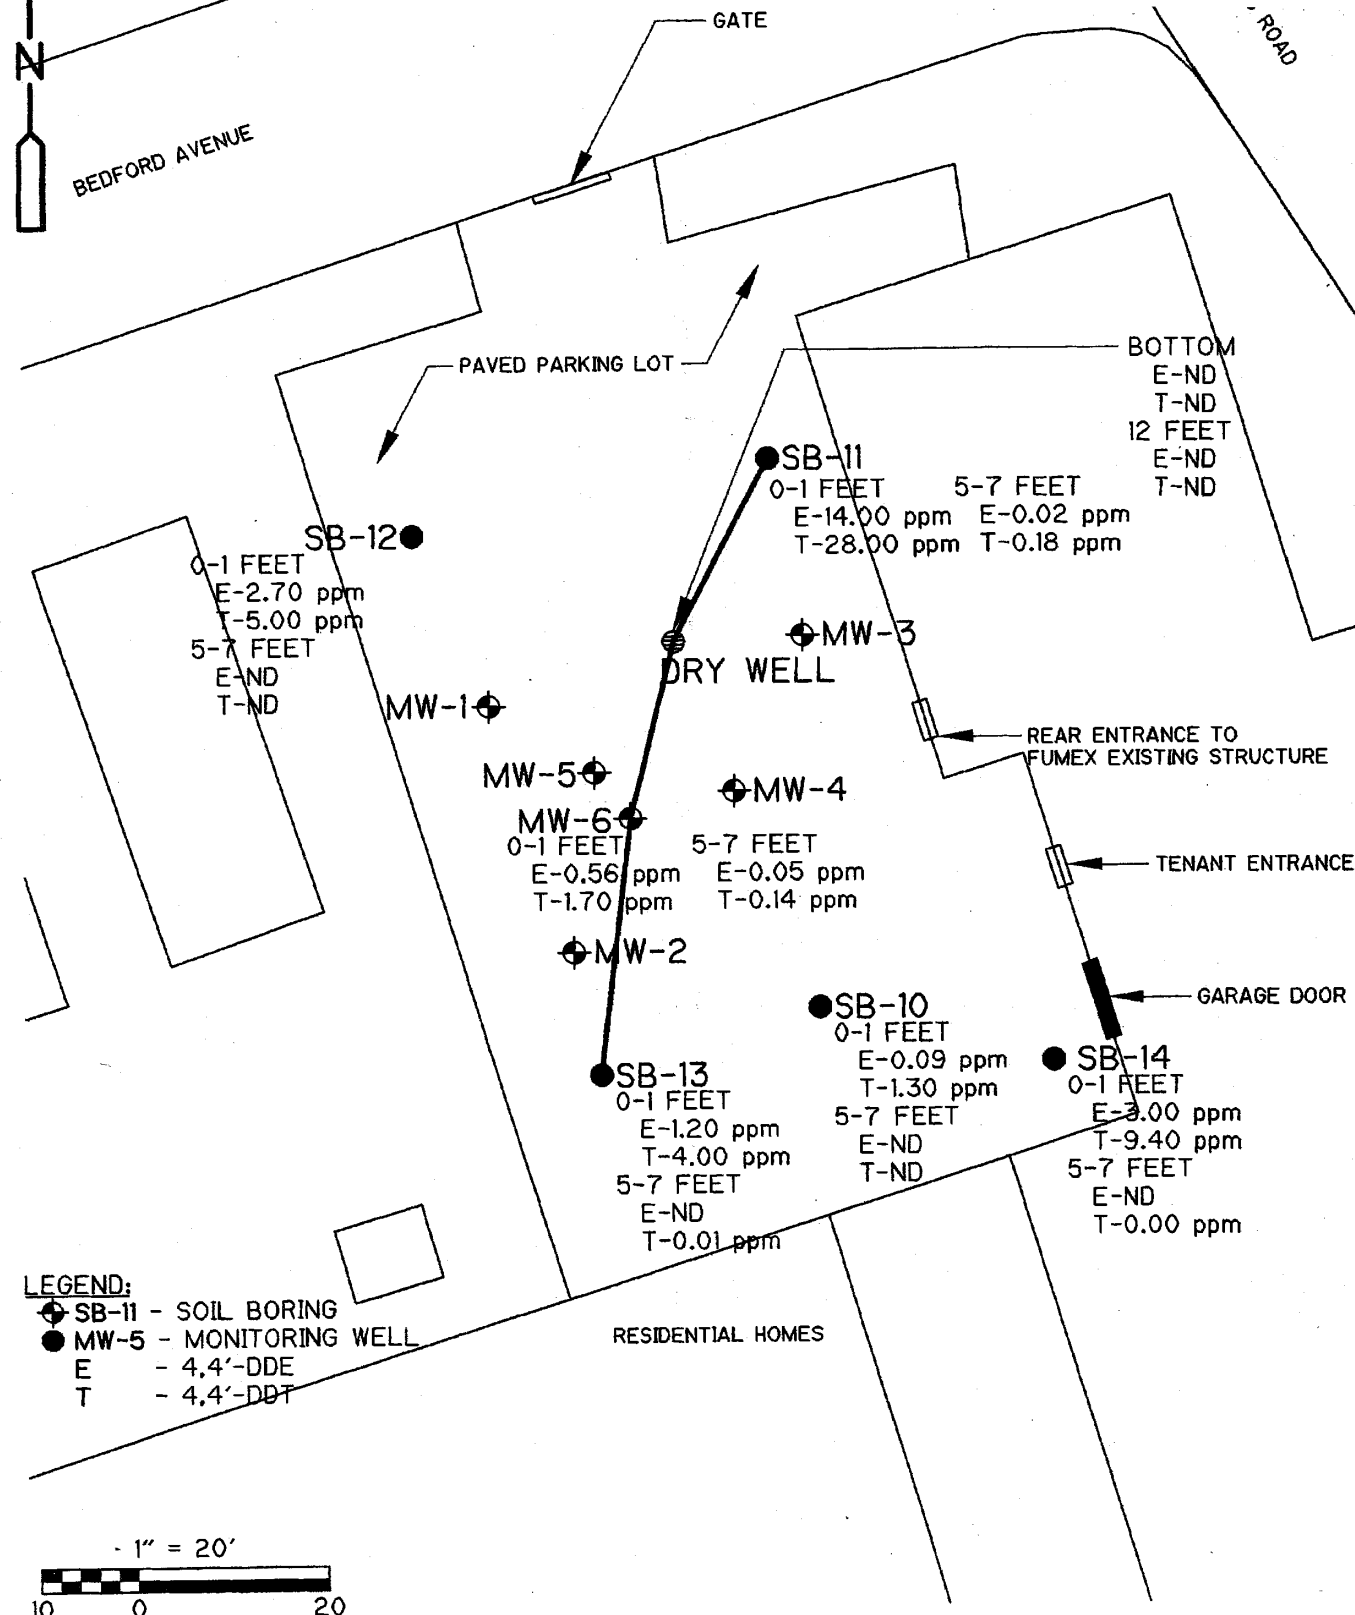 GATE
ROAD
N
BEDFORD AVENUE
PAVED PARKING LOT
BOTTOM
E-ND
T-ND
12 FEET
E-ND
T-ND
SB-11
0-1 FEET
E-14.00 ppm
T-28.00 ppm
5-7 FEET
E-0.02 ppm
T-0.18 ppm
SB-12
0-1 FEET
E-2.70 ppm
T-5.00 ppm
5-7 FEET
E-ND
T-ND
MW-3
DRY WELL
MW-1
REAR ENTRANCE TO
FUMEX EXISTING STRUCTURE
MW-5
MW-4
MW-6
0-1 FEET
E-0.56 ppm
T-1.70 ppm
5-7 FEET
E-0.05 ppm
T-0.14 ppm
TENANT ENTRANCE
MW-2
GARAGE DOOR
SB-10
0-1 FEET
E-0.09 ppm
T-1.30 ppm
5-7 FEET
E-ND
T-ND
SB-14
0-1 FEET
E-3.00 ppm
T-9.40 ppm
5-7 FEET
E-ND
T-0.00 ppm
SB-13
0-1 FEET
E-1.20 ppm
T-4.00 ppm
5-7 FEET
E-ND
T-0.01 ppm
LEGEND:
SB-11 - SOIL BORING
MW-5 - MONITORING WELL
E - 4,4'-DDE
T - 4,4'-DDT
RESIDENTIAL HOMES
1" = 20'
10 0 20